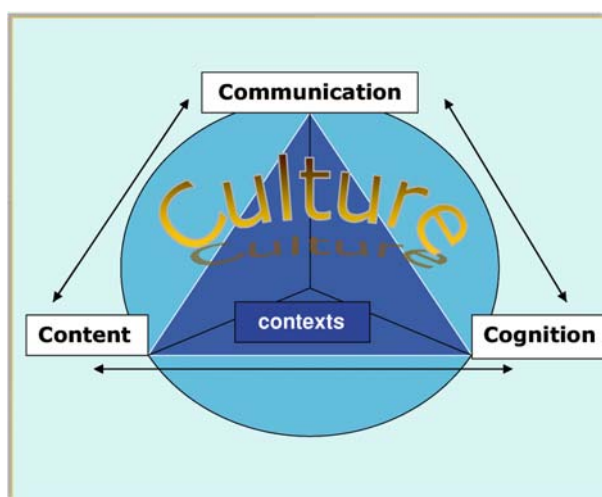 Communication
Culture
Culture
contexts
Content
Cognition